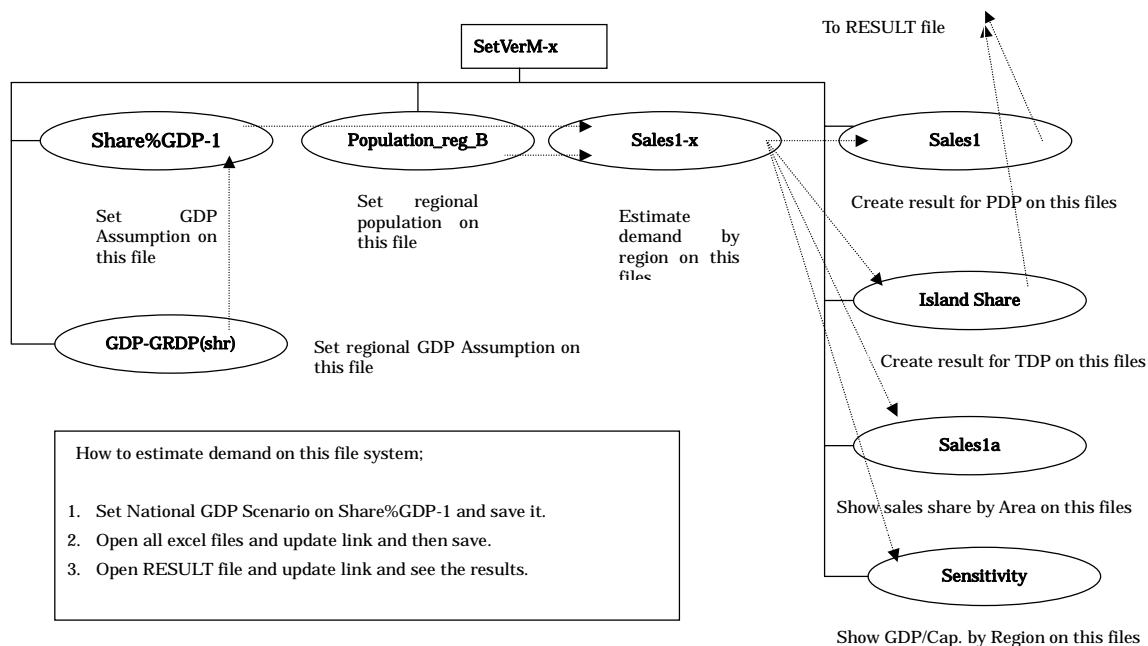 To RESULT file
SetVerM-x
Share%GDP-1
Population_reg_B
Sales1-x
Sales1
Set GDP
Assumption on
this file
Set regional
population on
this file
Estimate
demand by
region on this
files
Create result for PDP on this files
Island Share
GDP-GRDP(shr)
Set regional GDP Assumption on
this file
Create result for TDP on this files
How to estimate demand on this file system;
1. Set National GDP Scenario on Share%GDP-1 and save it.
2. Open all excel files and update link and then save.
3. Open RESULT file and update link and see the results.
Sales1a
Show sales share by Area on this files
Sensitivity
Show GDP/Cap. by Region on this files